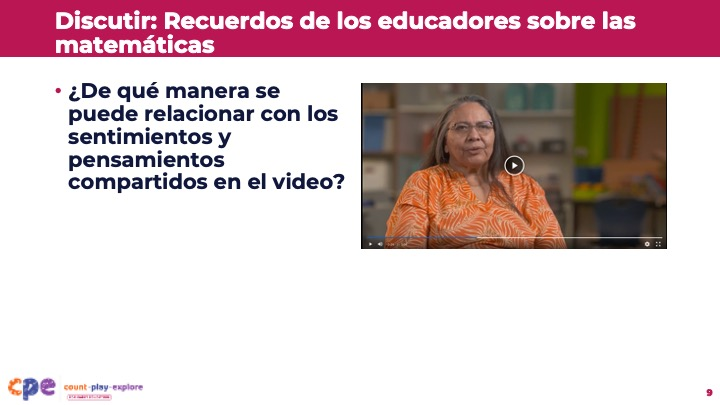 Discutir: Recuerdos de los educadores sobre las
matemáticas
• ¿De qué manera se
puede relacionar con los
sentimientos y
pensamientos
compartidos en el video?
cpe
count·play·explore
9